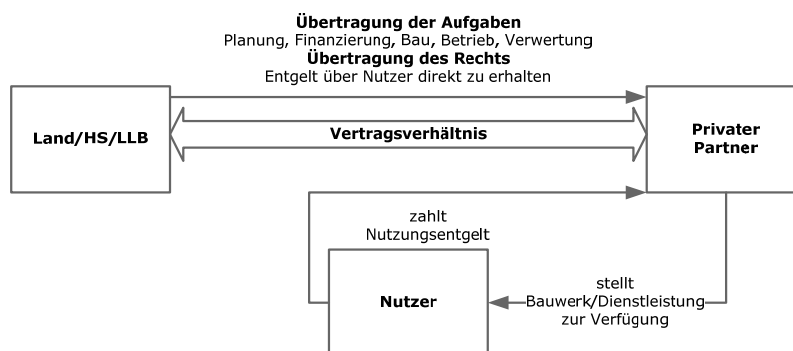 Übertragung der Aufgaben
Planung, Finanzierung, Bau, Betrieb, Verwertung
Übertragung des Rechts
Entgelt über Nutzer direkt zu erhalten
Land/HS/LLB
Vertragsverhältnis
Privater
Partner
zahlt
Nutzungsentgelt
Nutzer
stellt
Bauwerk/Dienstleistung
zur Verfügung